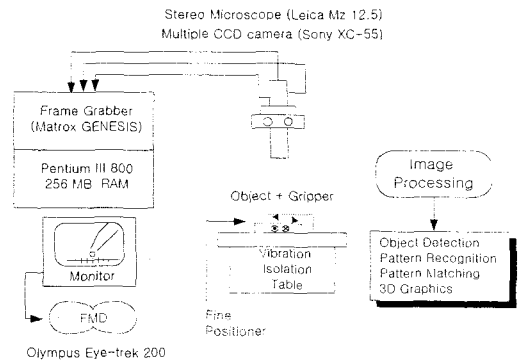 Stereo Microscope (Leica Mz 12.5)
Multiple CCD camera (Sony XC-55)
Frame Grabber
(Matrox GENESIS)
Pentium III 800
256 MB RAM
Monitor
FMD
Olympus Eye-trek 200
Object + Gripper
Vibration
Isolation
Table
Fine
Positioner
Image
Processing
Object Detection
Pattern Recognition
Pattern Matching
3D Graphics